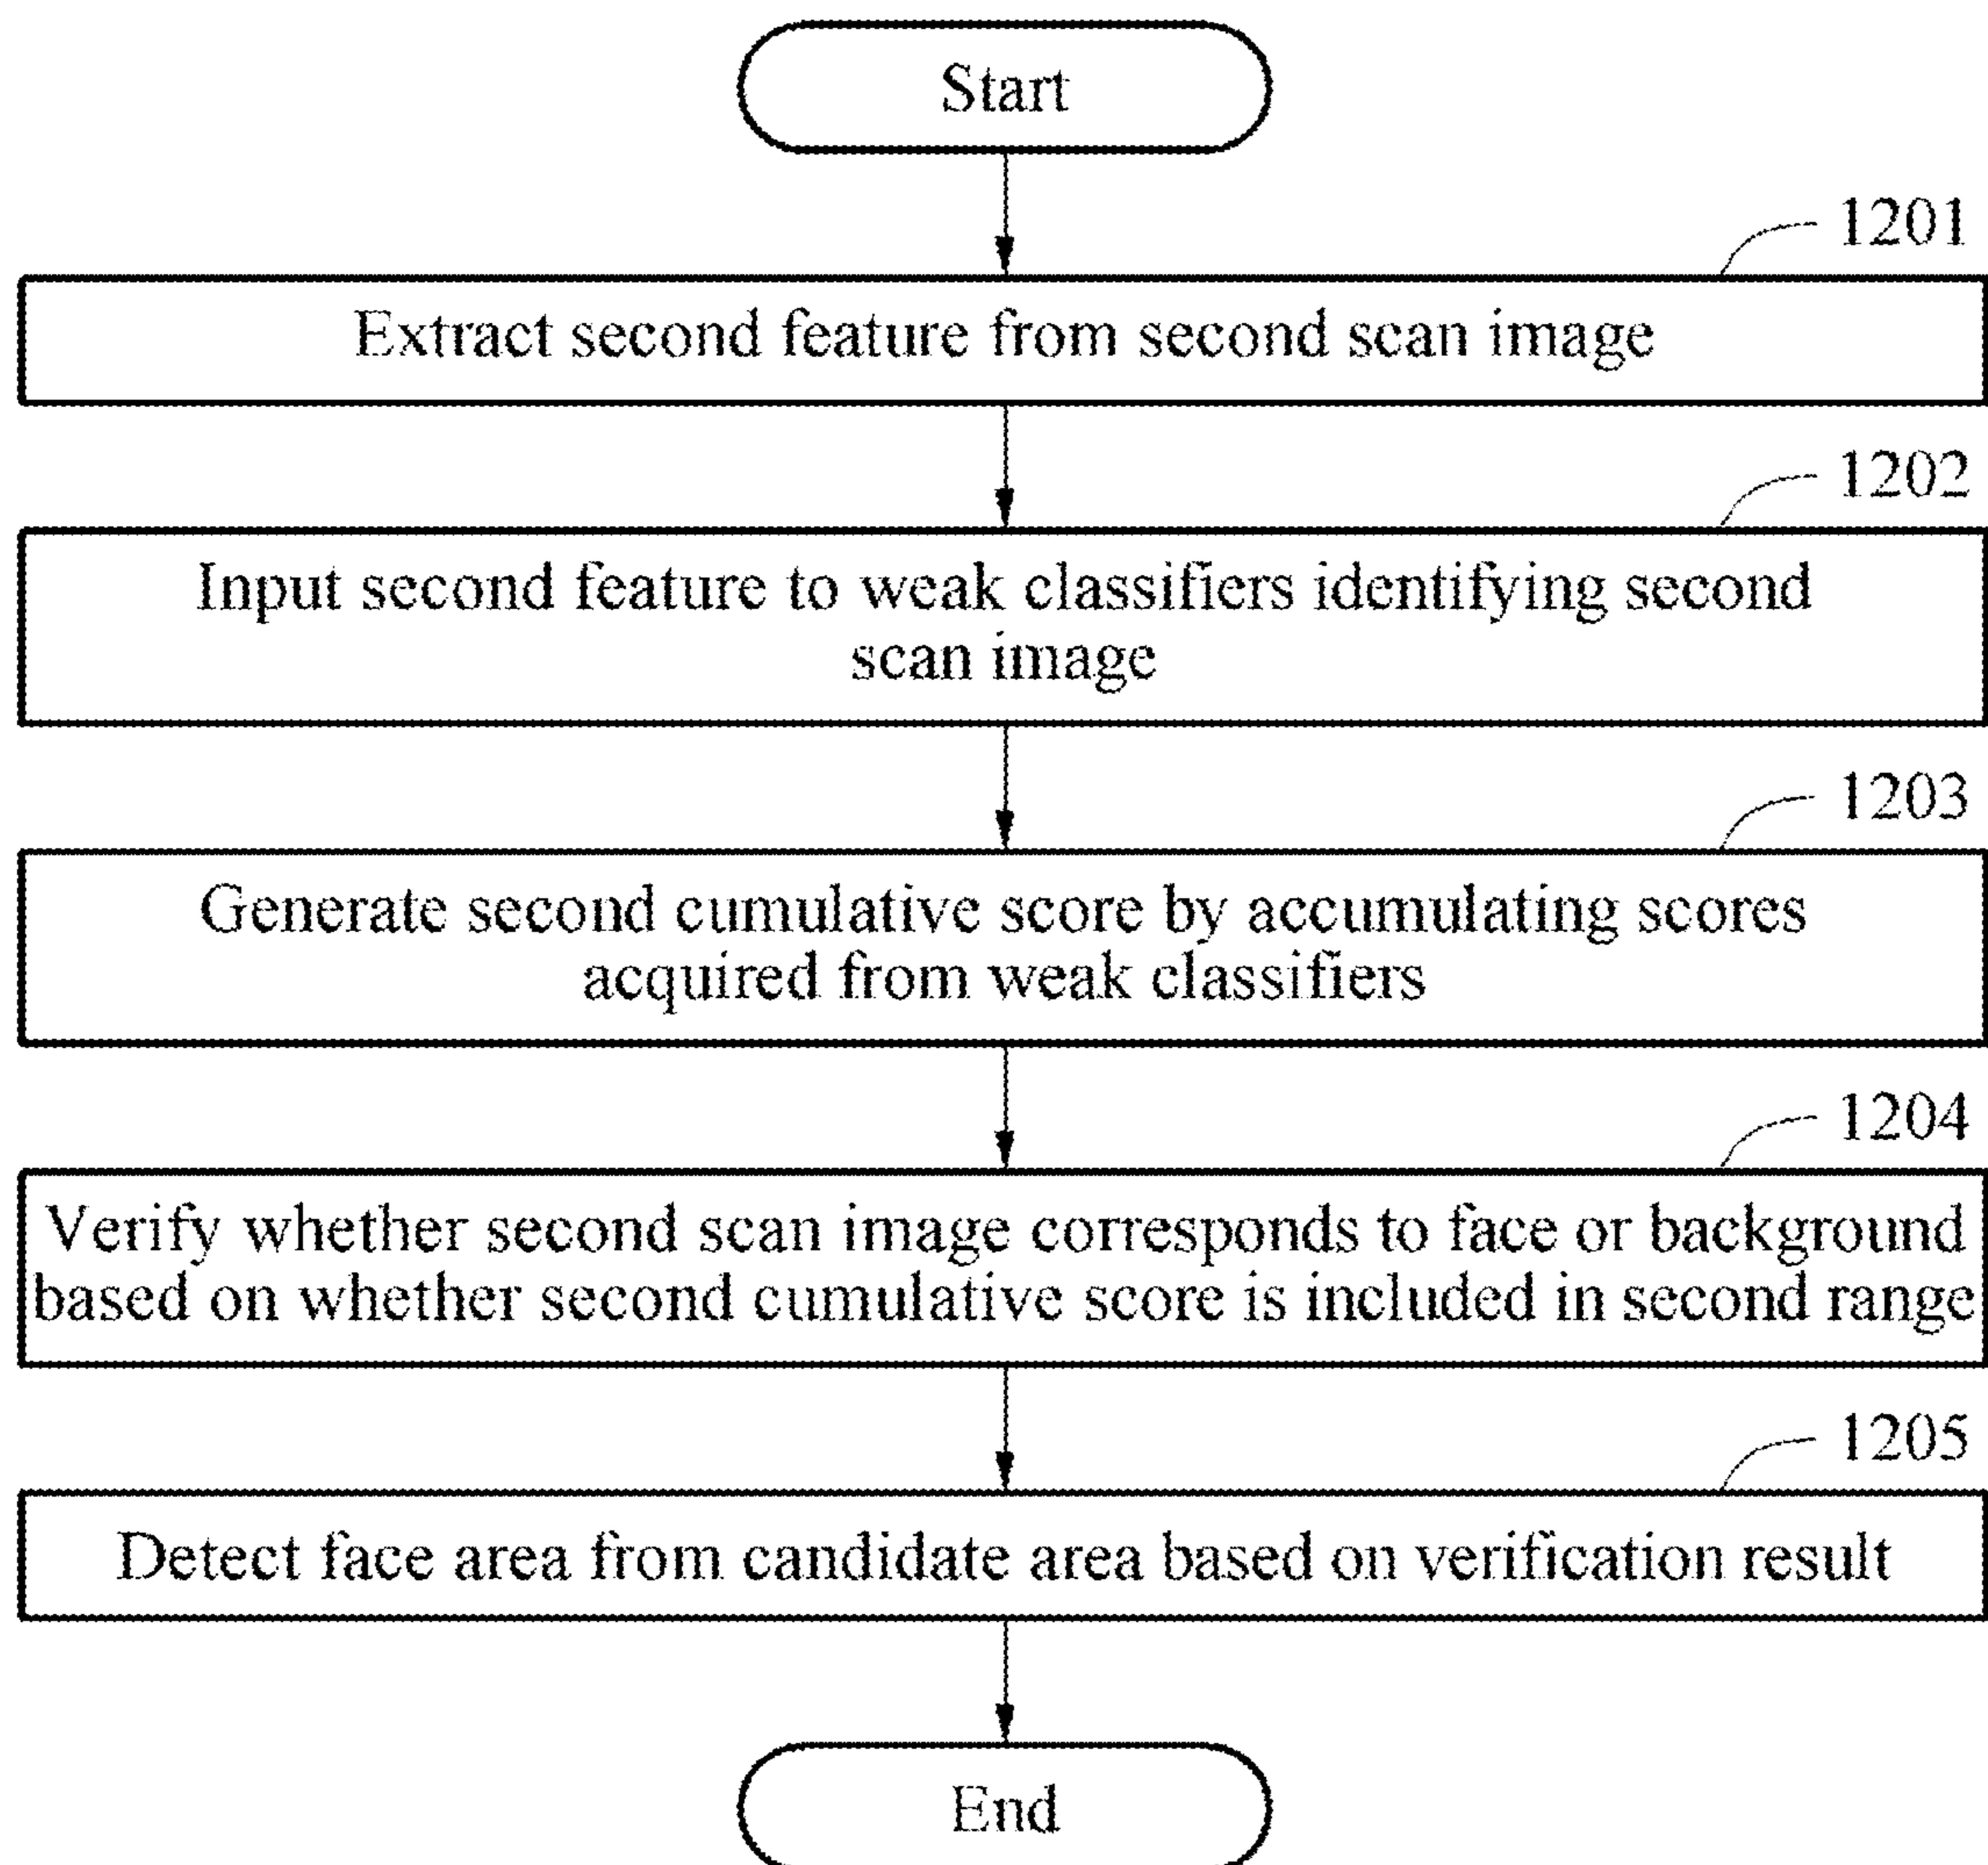 Start
1201
Extract second feature from second scan image
1202
Input second feature to weak classifiers identifying second
scan image
1203
Generate second cumulative score by accumulating scores
acquired from weak classifiers
1204
Verify whether second scan image corresponds to face or background
based on whether second cumulative score is included in second range
1205
Detect face area from candidate area based on verification result
End